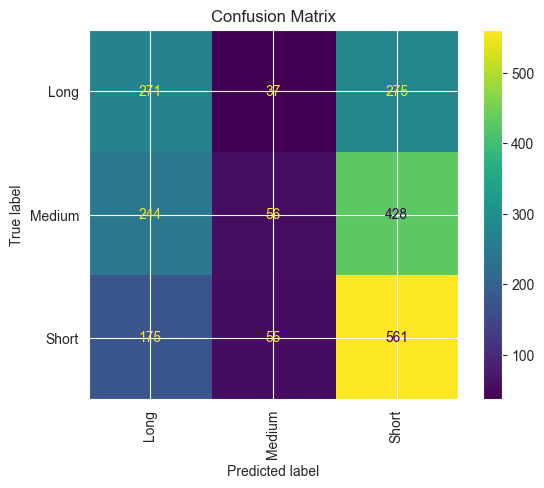 Confusion Matrix
True label
Long
Medium
Short
271 37 275
244 56 428
175 55 561
Long Medium Short
Predicted label
500
400
300
200
100